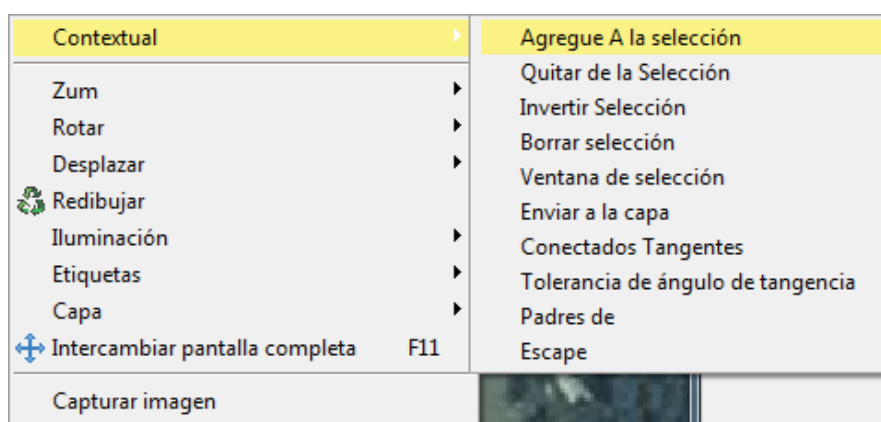 Contextual
Zum
Rotar
Desplazar
Redibujar
Iluminación
Etiquetas
Capa
Intercambiar pantalla completa F11
Capturar imagen
Agregue A la selección
Quitar de la Selección
Invertir Selección
Borrar selección
Ventana de selección
Enviar a la capa
Conectados Tangentes
Tolerancia de ángulo de tangencia
Padres de
Escape